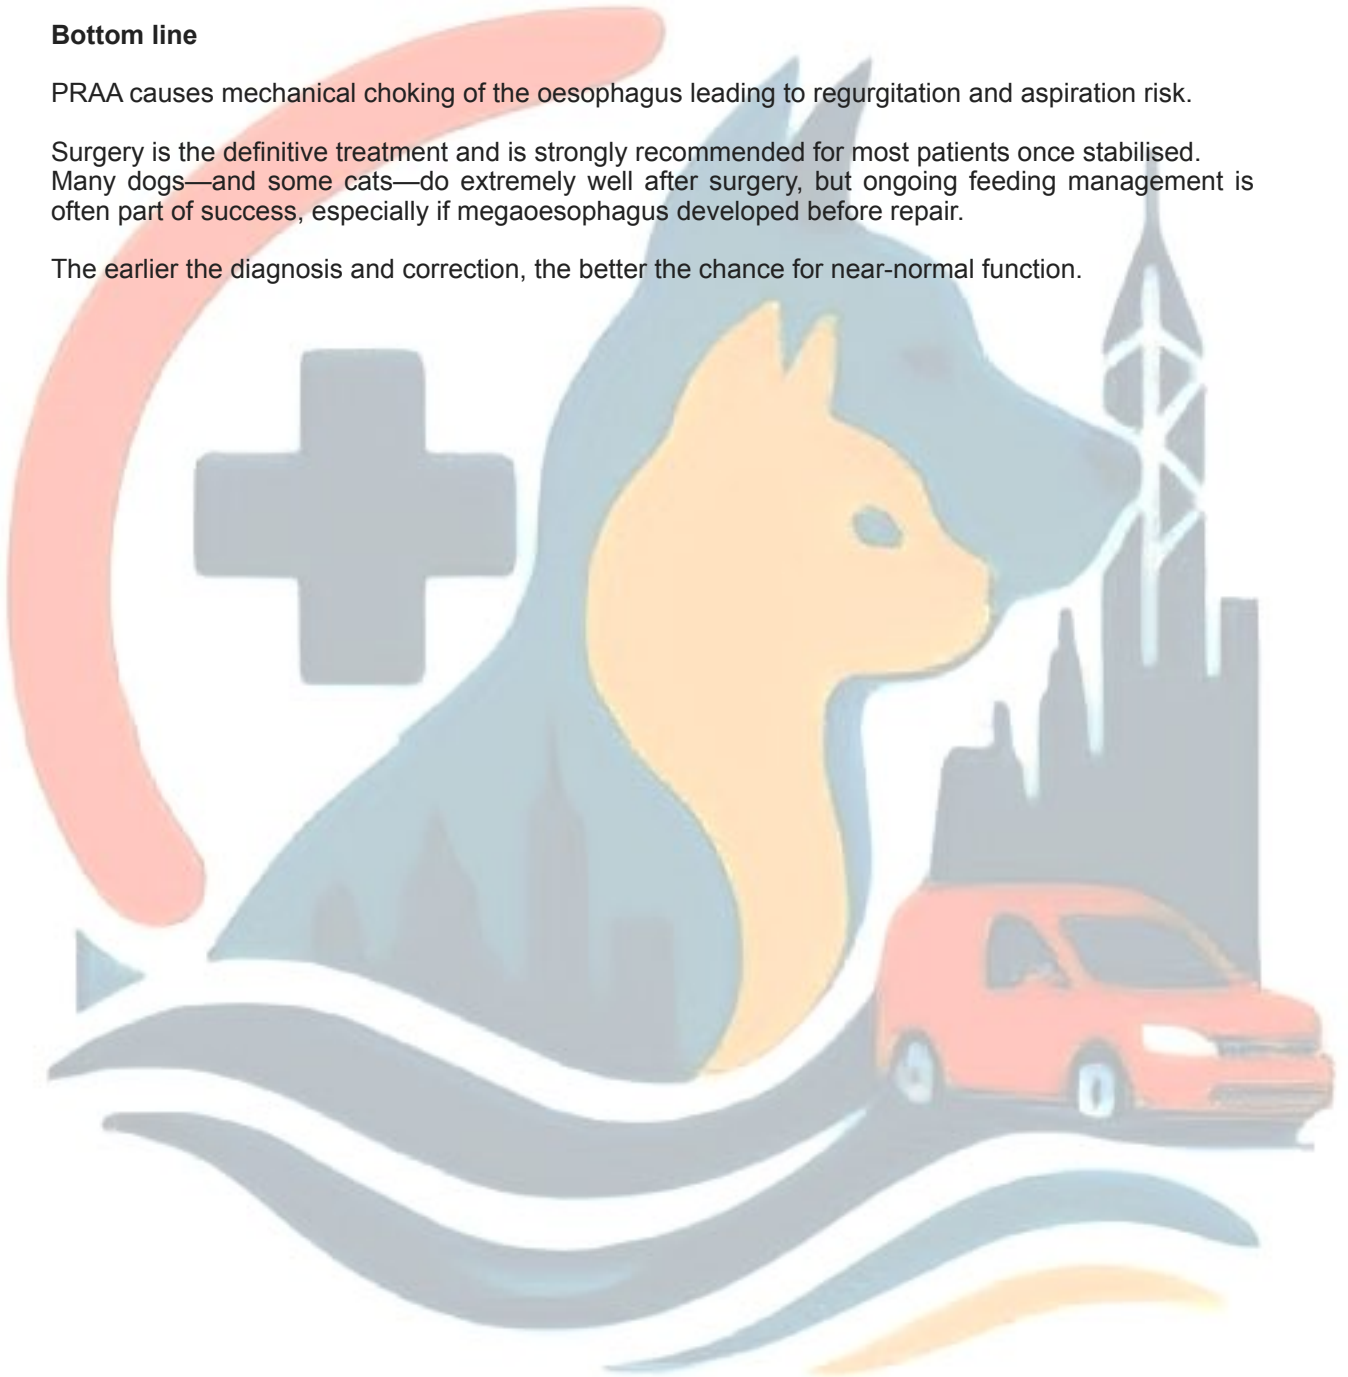 Bottom line
PRAA causes mechanical choking of the oesophagus leading to regurgitation and aspiration risk.
Surgery is the definitive treatment and is strongly recommended for most patients once stabilised.
Many dogs—and some cats—do extremely well after surgery, but ongoing feeding management is
often part of success, especially if megaoesophagus developed before repair.
The earlier the diagnosis and correction, the better the chance for near-normal function.